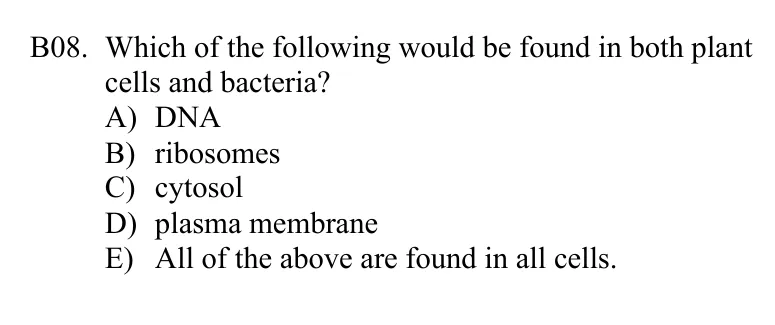 B08. Which of the following would be found in both plant
cells and bacteria?
A) DNA
B) ribosomes
C) cytosol
D) plasma membrane
E) All of the above are found in all cells.